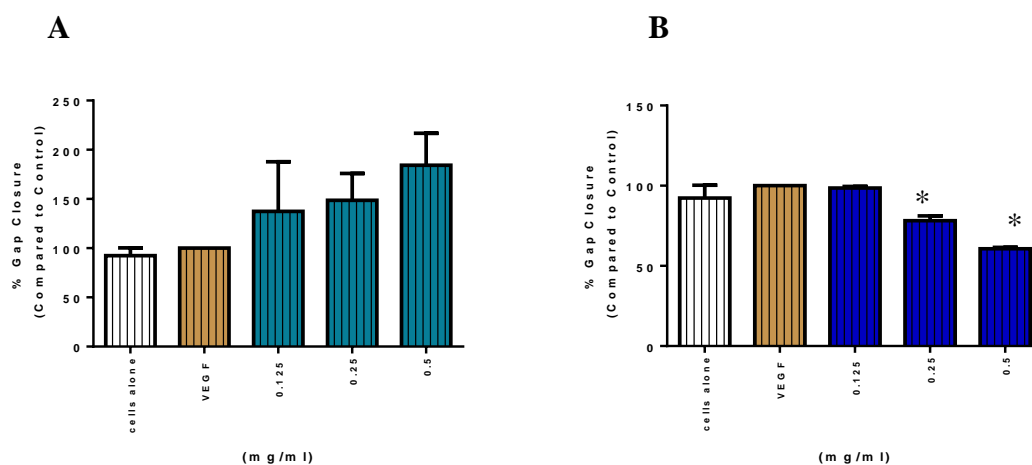 A
% Gap Closure
(Compared to Control)
250
200
150
100
50
0
cells alone
VEGF
0.125
0.25
0.5
(mg/ml)
B
% Gap Closure
(Compared to Control)
150
100
50
0
*
*
cells alone
VEGF
0.125
0.25
0.5
(mg/ml)